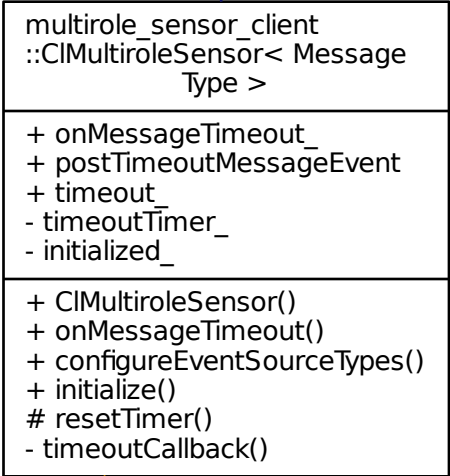 multirole_sensor_client
::ClMultiroleSensor< Message
Type >
+ onMessageTimeout_
+ postTimeoutMessageEvent
+ timeout_
- timeoutTimer_
- initialized_
+ ClMultiroleSensor()
+ onMessageTimeout()
+ configureEventSourceTypes()
+ initialize()
# resetTimer()
- timeoutCallback()